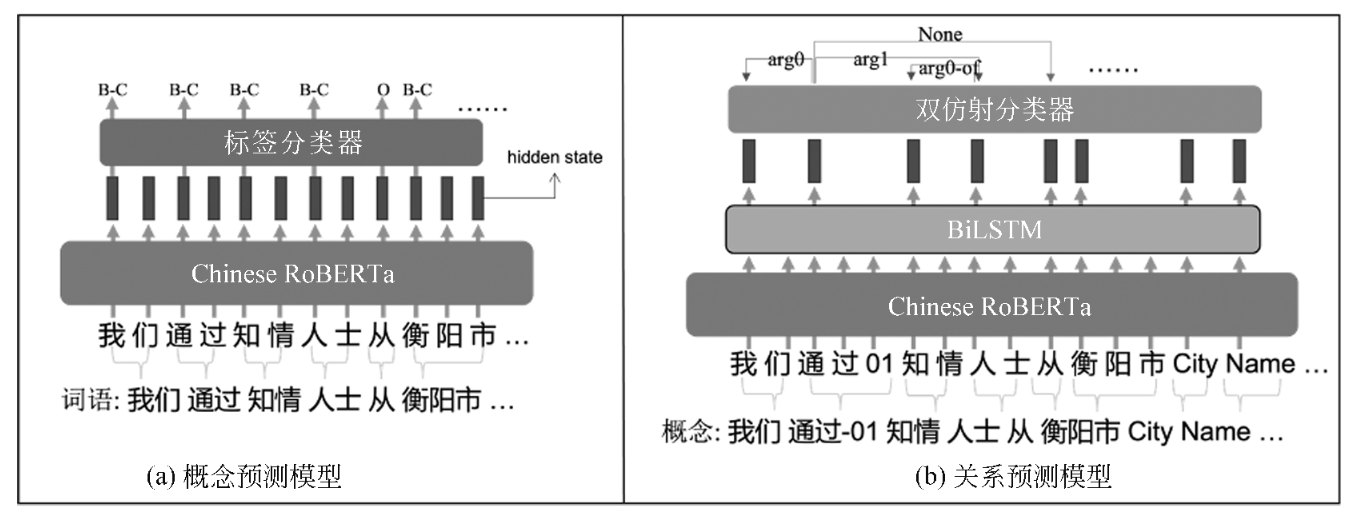 B-C B-C B-C B-C O B-C ……
标签分类器
hidden state
Chinese RoBERTa
我 们 通 过 知 情 人 士 从 衡 阳 市 …
词语: 我们 通过 知情 人士 从 衡阳市 …
(a) 概念预测模型
None
arg0 arg1 arg0-of ……
双仿射分类器
BiLSTM
Chinese RoBERTa
我 们 通 过 01 知 情 人 士 从 衡 阳 市 City Name …
概念: 我们 通过-01 知情 人士 从 衡阳市 City Name …
(b) 关系预测模型